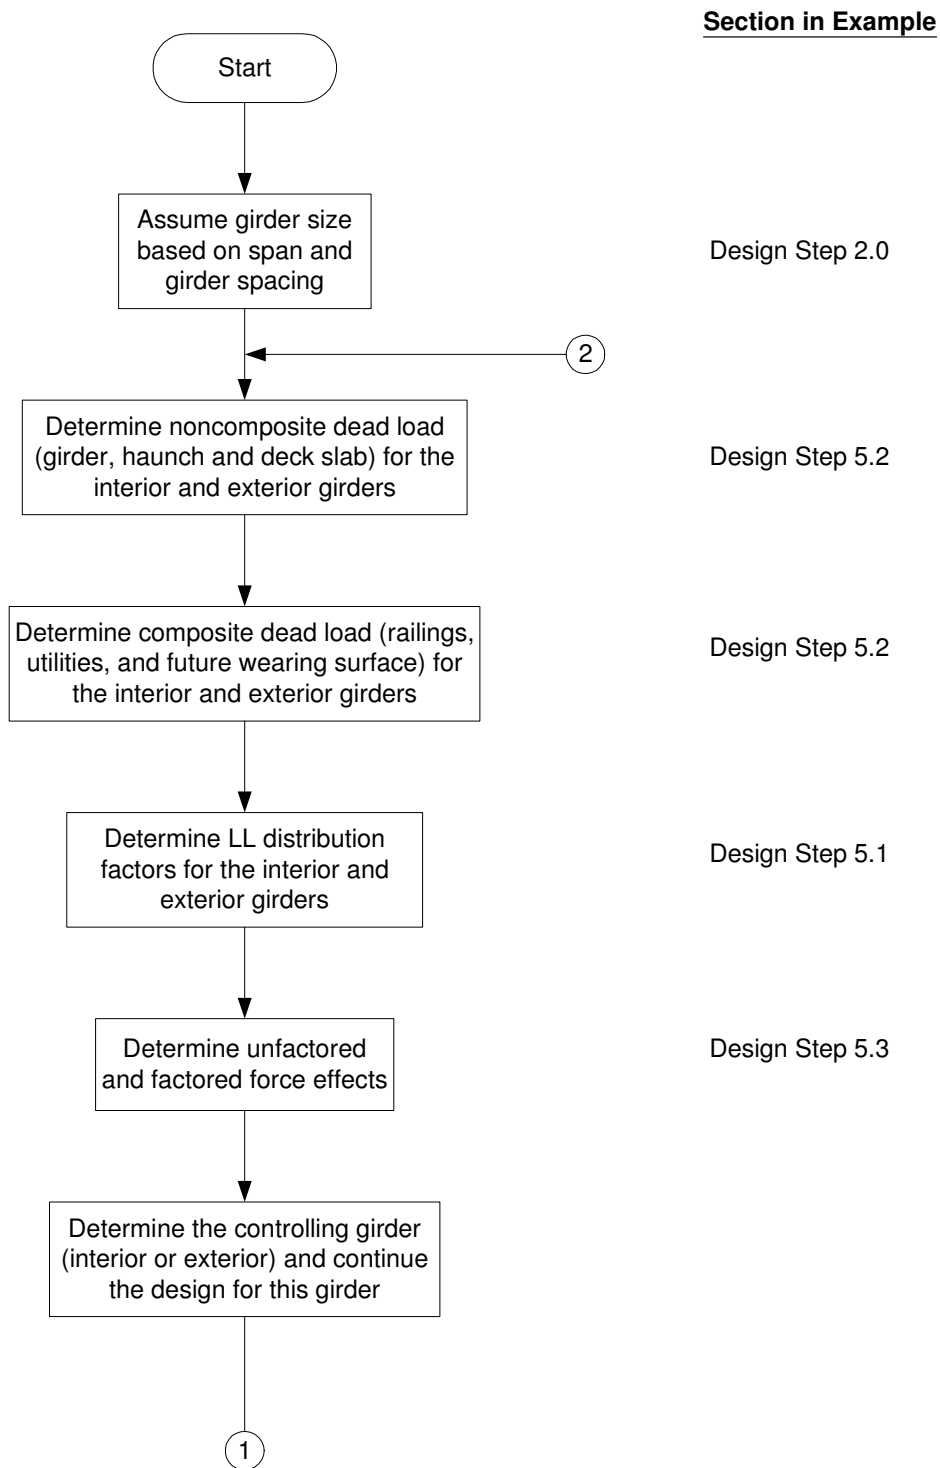 Section in Example
Start
Assume girder size
based on span and
girder spacing
Design Step 2.0
2
Determine noncomposite dead load
(girder, haunch and deck slab) for the
interior and exterior girders
Design Step 5.2
Determine composite dead load (railings,
utilities, and future wearing surface) for
the interior and exterior girders
Design Step 5.2
Determine LL distribution
factors for the interior and
exterior girders
Design Step 5.1
Determine unfactored
and factored force effects
Design Step 5.3
Determine the controlling girder
(interior or exterior) and continue
the design for this girder
1